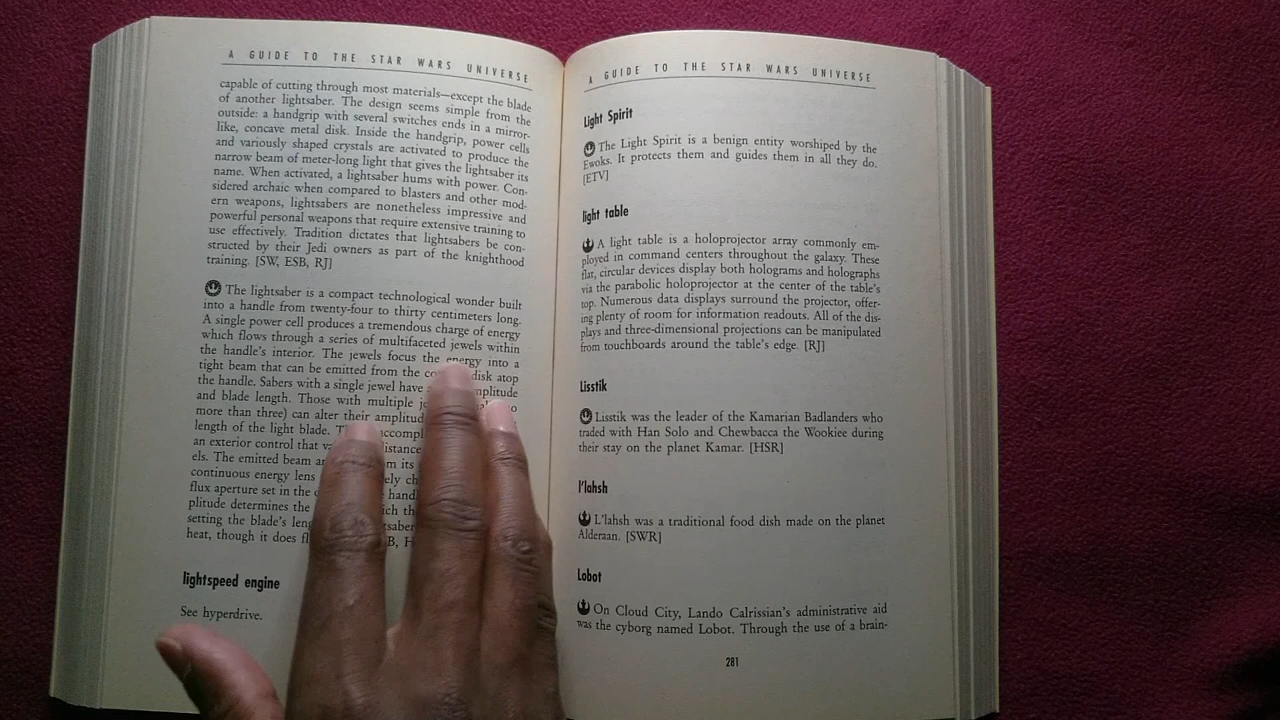 A GUIDE TO THE STAR WARS UNIVERSE
capable of cutting through most materials—except the blade
of another lightsaber. The design seems simple from the
outside: a handgrip with several switches ends in a mirror-
like, concave metal disk. Inside the handgrip, power cells
and variously shaped crystals are activated to produce the
narrow beam of meter-long light that gives the lightsaber its
name. When activated, a lightsaber hums with power. Con-
sidered archaic when compared to blasters and other mod-
ern weapons, lightsabers are nonetheless impressive and
powerful personal weapons that require extensive training to
use effectively. Tradition dictates that lightsabers be con-
structed by their Jedi owners as part of the knighthood
training. [SW, ESB, RJ]
The lightsaber is a compact technological wonder built
into a handle from twenty-four to thirty centimeters long.
A single power cell produces a tremendous charge of energy
which flows through a series of multifaceted jewels within
the handle's interior. The jewels focus the energy into a
tight beam that can be emitted from the disk atop
the handle. Sabers with a single jewel have
and blade length. Those with multiple
more than three) can alter their
length of the light blade.
an exterior control that
els. The emitted beam
continuous energy lens
flux aperture set in the
plitude determines the
setting the blade's
heat, though it does
lightspeed engine
See hyperdrive.
A GUIDE TO THE STAR WARS UNIVERSE
Light Spirit
The Light Spirit is a benign entity worshiped by the
Ewoks. It protects them and guides them in all they do.
[ETV]
light table
A light table is a holoprojector array commonly em-
ployed in command centers throughout the galaxy. These
flat, circular devices display both holograms and holographs
via the parabolic holoprojector at the center of the table's
top. Numerous data displays surround the projector, offer-
ing plenty of room for information readouts. All of the dis-
plays and three-dimensional projections can be manipulated
from touchboards around the table's edge. [RJ]
Lisstik
Lisstik was the leader of the Kamarian Badlanders who
traded with Han Solo and Chewbacca the Wookiee during
their stay on the planet Kamar. [HSR]
l'lahsh
L'lahsh was a traditional food dish made on the planet
Alderaan. [SWR]
Lobot
On Cloud City, Lando Calrissian's administrative aid
was the cyborg named Lobot. Through the use of a brain-
281